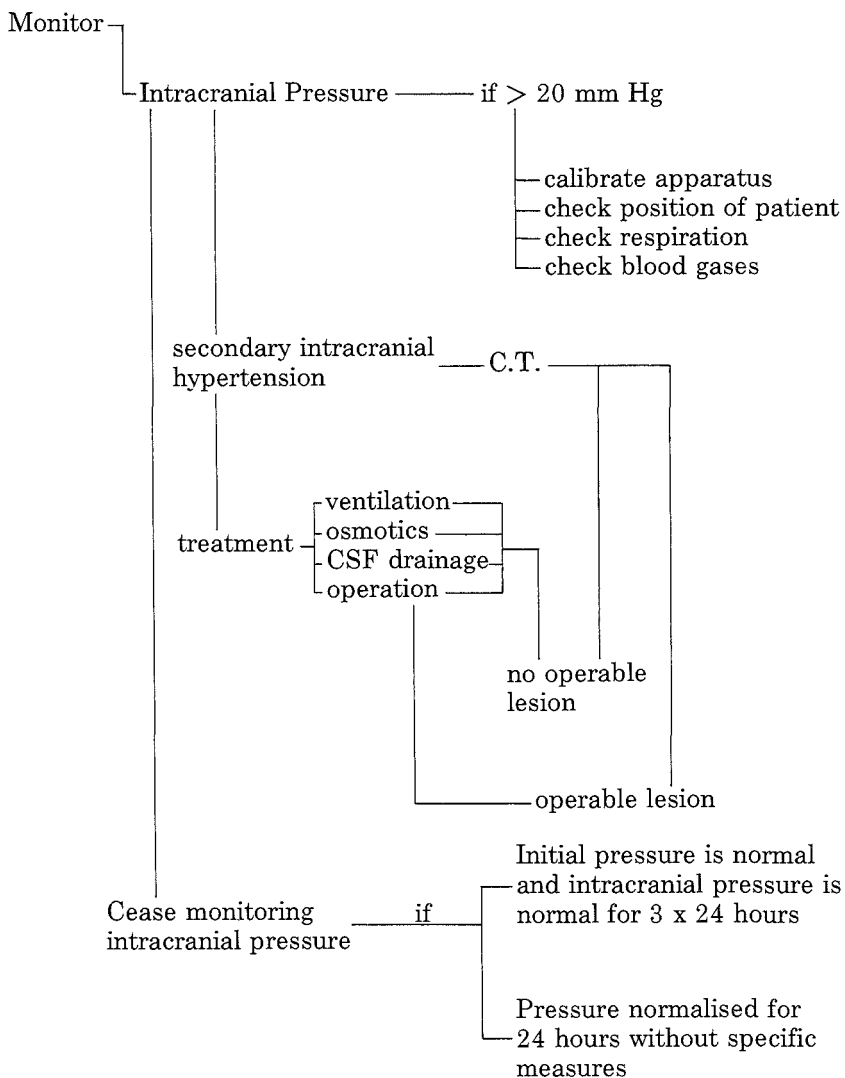 Monitor
Intracranial Pressure if > 20 mm Hg
calibrate apparatus
check position of patient
check respiration
check blood gases
secondary intracranial
hypertension
C.T.
treatment
ventilation
osmotics
CSF drainage
operation
no operable
lesion
operable lesion
Cease monitoring
intracranial pressure
if
Initial pressure is normal
and intracranial pressure is
normal for 3 x 24 hours
Pressure normalised for
24 hours without specific
measures